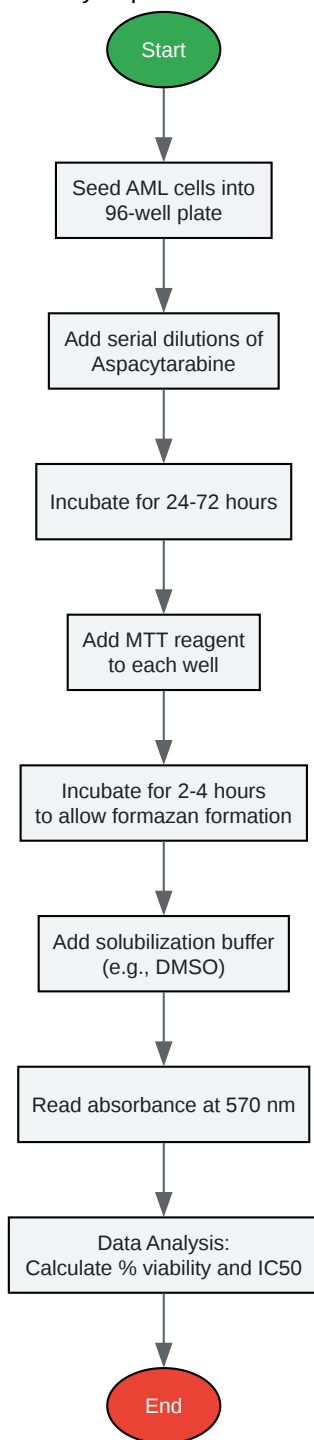 Start
Seed AML cells into
96-well plate
Add serial dilutions of
Aspacytarabine
Incubate for 24-72 hours
Add MTT reagent
to each well
Incubate for 2-4 hours
to allow formazan formation
Add solubilization buffer
(e.g., DMSO)
Read absorbance at 570 nm
Data Analysis:
Calculate % viability and IC50
End